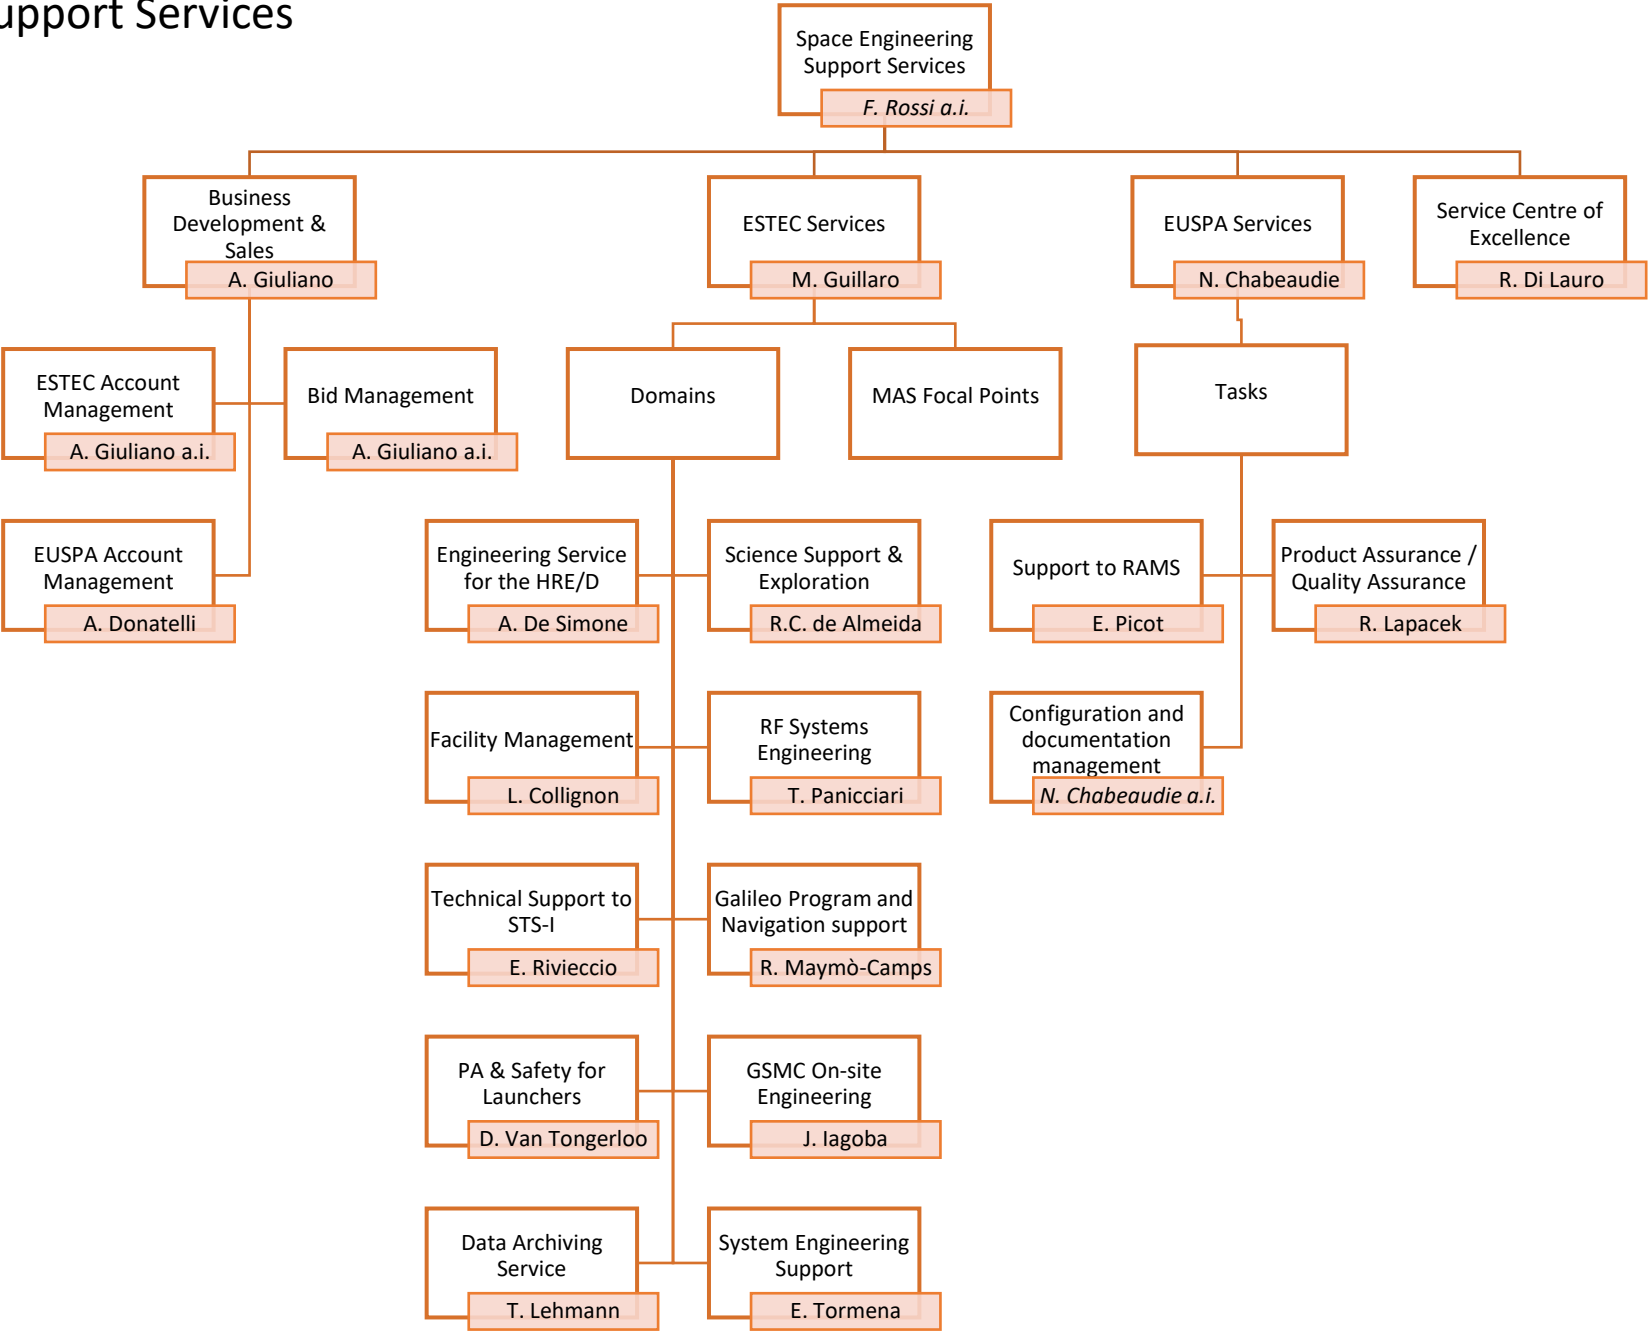 upport Services
Space Engineering
Support Services
F. Rossi a.i.
Business
Development &
Sales
A. Giuliano
ESTEC Services
M. Guillaro
EUSPA Services
N. Chabeaudie
Service Centre of
Excellence
R. Di Lauro
ESTEC Account
Management
A. Giuliano a.i.
Bid Management
A. Giuliano a.i.
Domains
MAS Focal Points
Tasks
EUSPA Account
Management
A. Donatelli
Engineering Service
for the HRE/D
A. De Simone
Science Support &
Exploration
R.C. de Almeida
Support to RAMS
E. Picot
Product Assurance /
Quality Assurance
R. Lapacek
Facility Management
L. Collignon
RF Systems
Engineering
T. Panicciari
Configuration and
documentation
management
N. Chabeaudie a.i.
Technical Support to
STS-I
E. Rivieccio
Galileo Program and
Navigation support
R. Maymò-Camps
PA & Safety for
Launchers
D. Van Tongerloo
GSMC On-site
Engineering
J. Iagoba
Data Archiving
Service
T. Lehmann
System Engineering
Support
E. Tormena